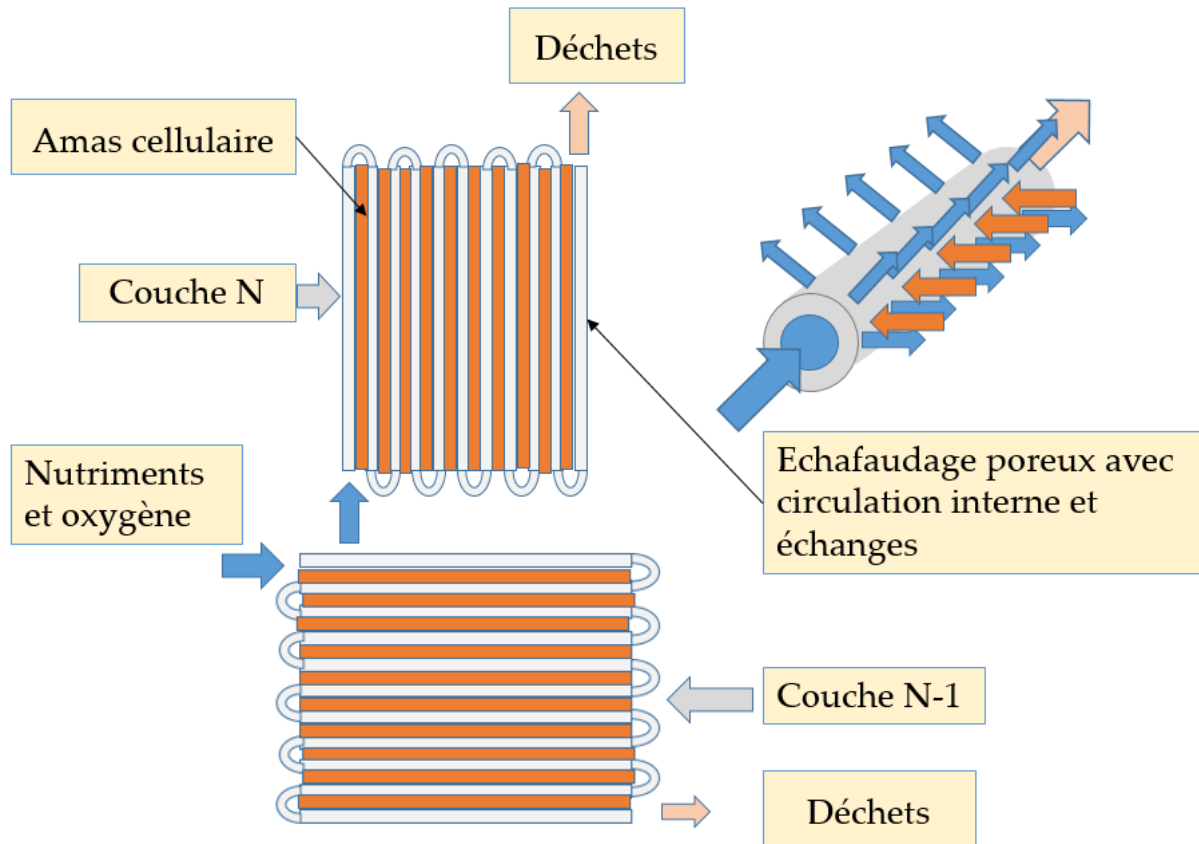 Déchets
Amas cellulaire
Couche N
Nutriments
et oxygène
Echafaudage poreux avec
circulation interne et
échanges
Couche N-1
Déchets